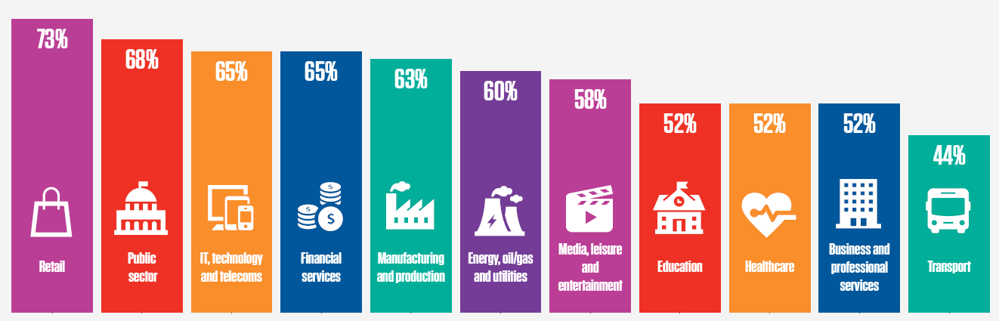 73%
Retail
68%
Public
sector
65%
IT, technology
and telecoms
65%
$
$
$
Financial
services
63%
Manufacturing
and production
60%
Energy, oil/gas
and utilities
58%
Media, leisure
and
entertainment
52%
Education
52%
Healthcare
52%
Business and
professional
services
44%
Transport